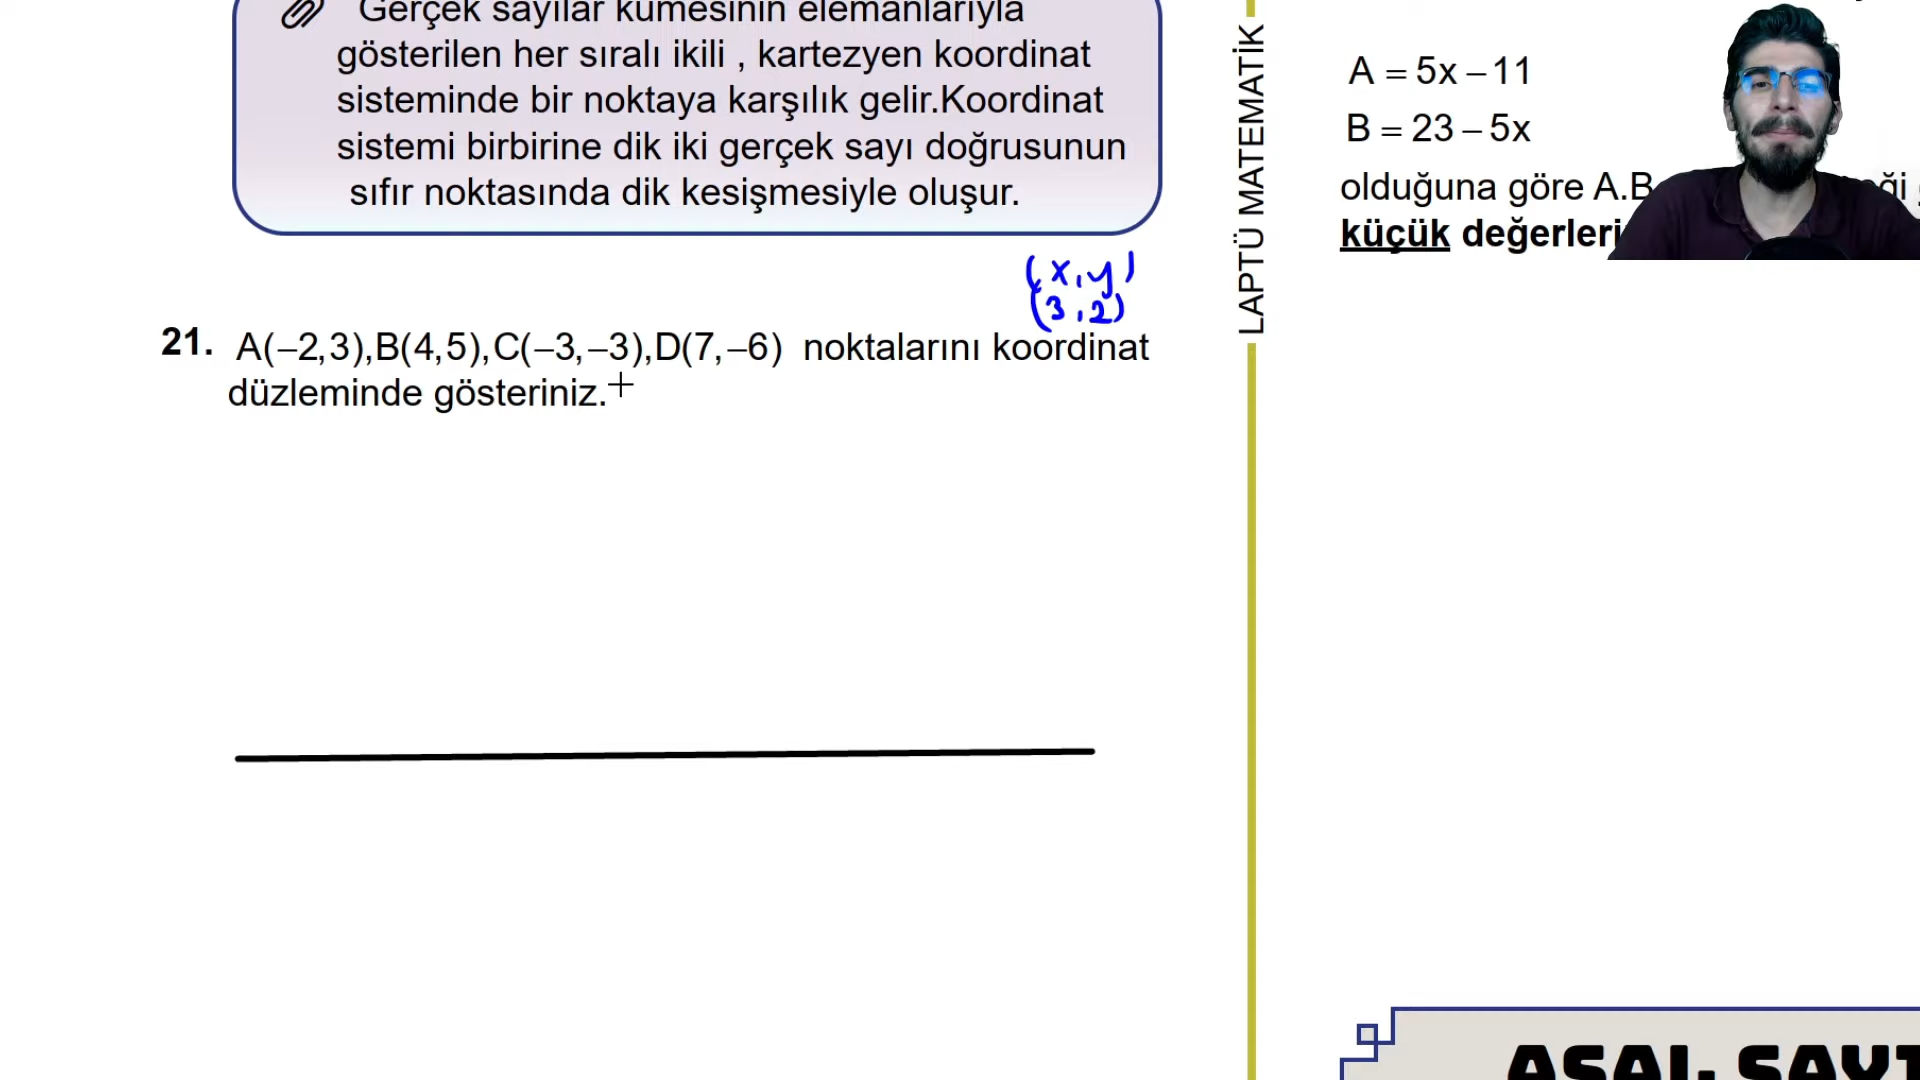 Gerçek sayılar kümesinin elemanlarıyla
gösterilen her sıralı ikili , kartezyen koordinat
sisteminde bir noktaya karşılık gelir.Koordinat
sistemi birbirine dik iki gerçek sayı doğrusunun
sıfır noktasında dik kesişmesiyle oluşur.
(x,y)
(3,2)
21. A(−2,3),B(4,5),C(−3,−3),D(7,−6) noktalarını koordinat
düzleminde gösteriniz.
LAPTÜ MATEMATİK
A = 5x − 11
B = 23 − 5x
olduğuna göre A.B
küçük değerleri
ASAL SAYI